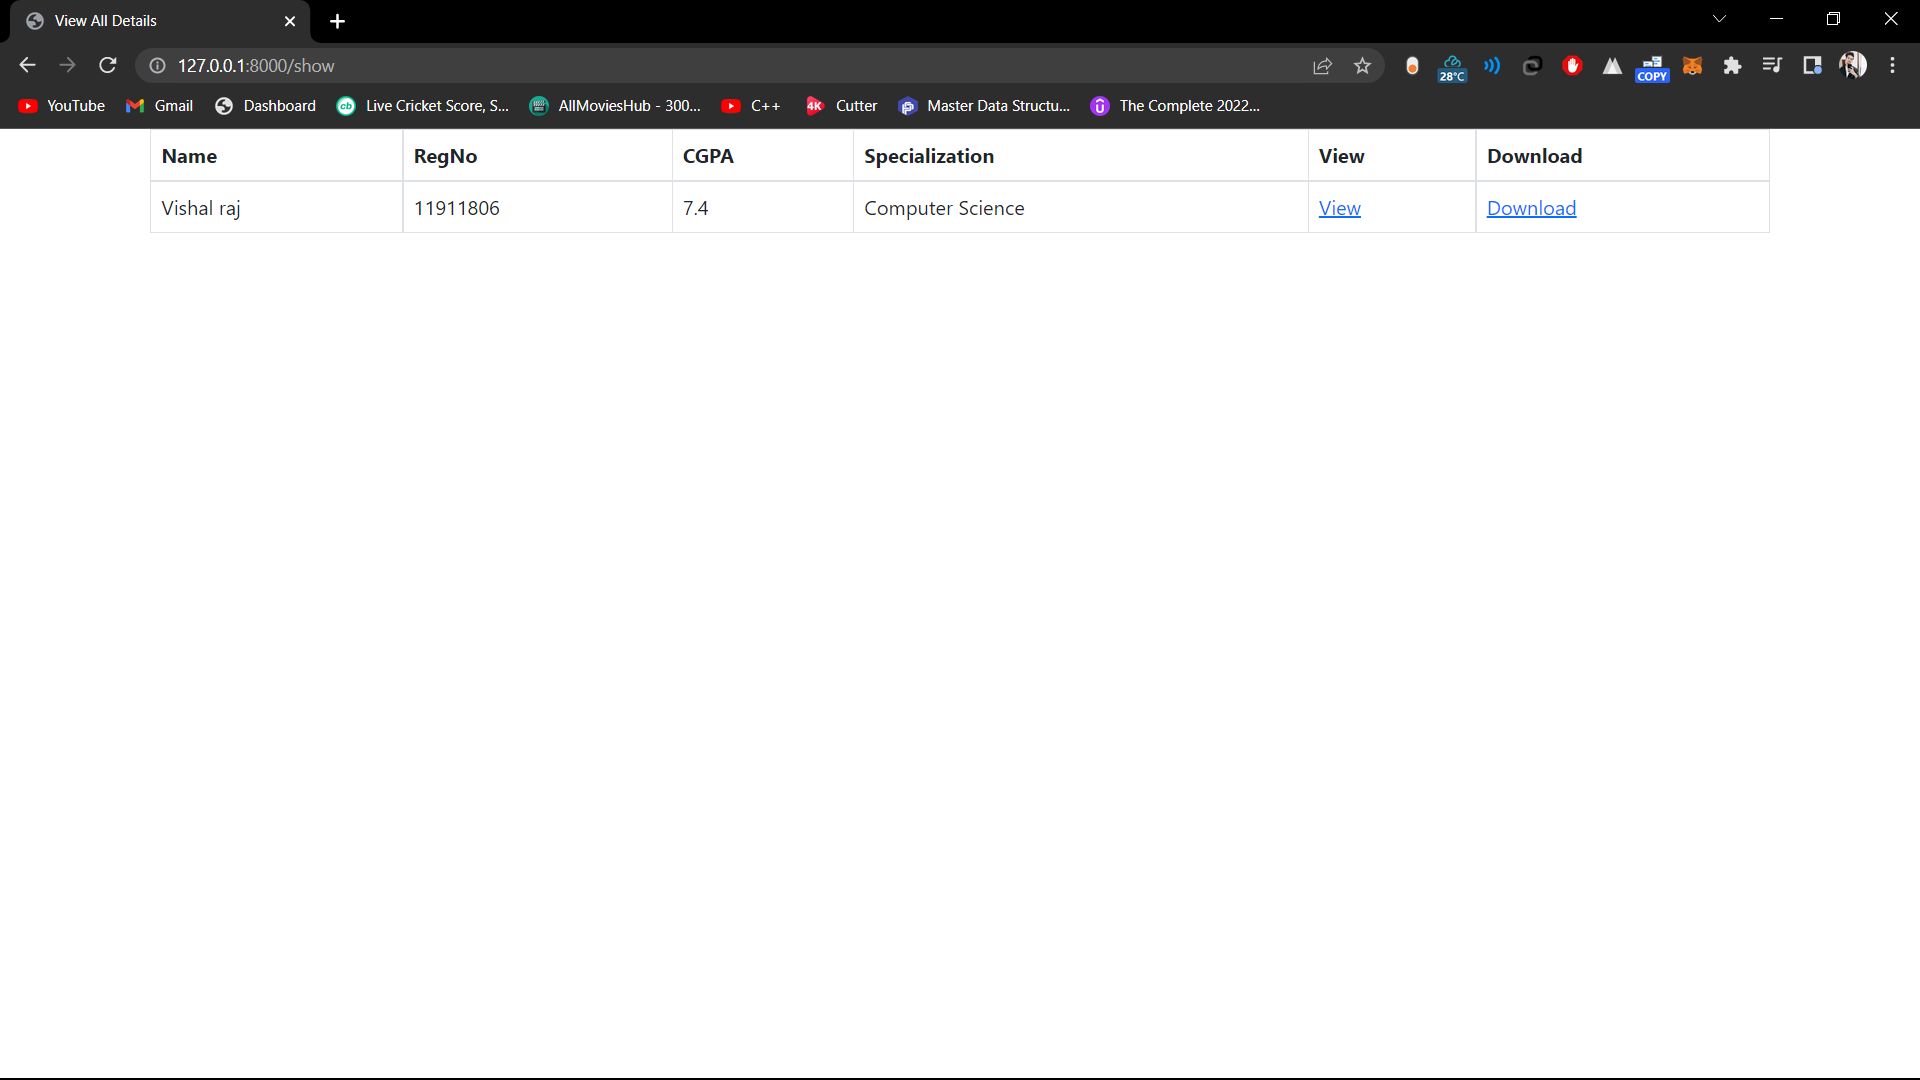 View All Details
127.0.0.1:8000/show
28°C
COPY
YouTube Gmail Dashboard cb Live Cricket Score, S... AllMoviesHub - 300... C++ 4K Cutter Master Data Structu... The Complete 2022...
Name RegNo CGPA Specialization View Download
Vishal raj 11911806 7.4 Computer Science View Download